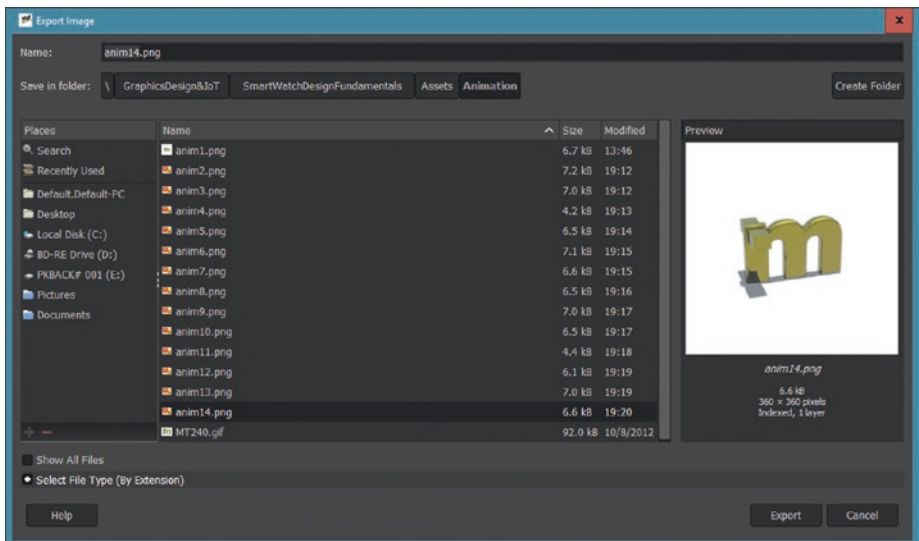 Export Image
x
Name: anim14.png
Save in folder: \ GraphicsDesign&IoT SmartWatchDesignFundamentals Assets Animation Create Folder
Places
Search
Recently Used
Default.Default-PC
Desktop
Local Disk (C:)
BD-RE Drive (D:)
PKBACK# 001 (E:)
Pictures
Documents
Name Size Modified
anim1.png 6.7 kB 13:46
anim2.png 7.2 kB 19:12
anim3.png 7.0 kB 19:12
anim4.png 4.2 kB 19:13
anim5.png 6.5 kB 19:14
anim6.png 7.1 kB 19:15
anim7.png 6.6 kB 19:15
anim8.png 6.5 kB 19:16
anim9.png 7.0 kB 19:17
anim10.png 6.5 kB 19:17
anim11.png 4.4 kB 19:18
anim12.png 6.1 kB 19:19
anim13.png 7.0 kB 19:19
anim14.png 6.6 kB 19:20
MT240.gif 92.0 kB 10/8/2012
Preview
m
anim14.png
6.6 kB
360 × 360 pixels
Indexed, 1 layer
Show All Files
Select File Type (By Extension)
Help Export Cancel